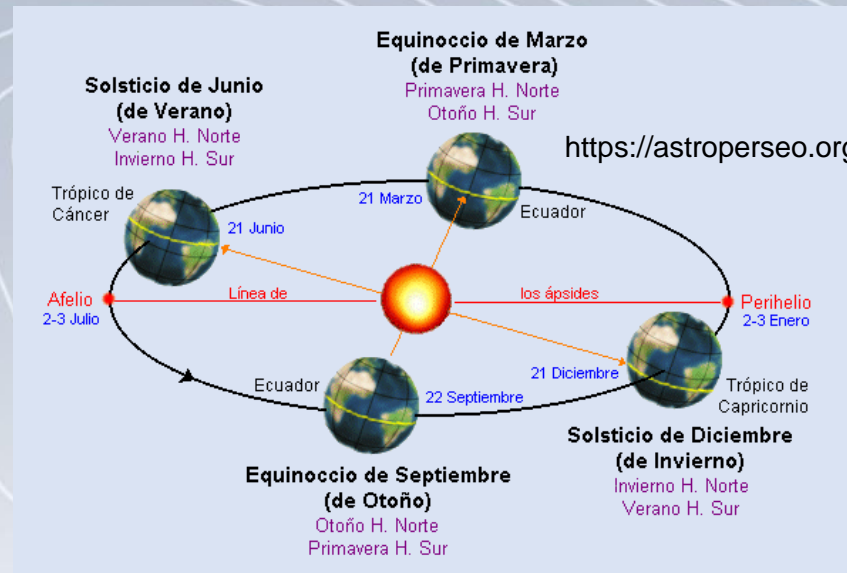 Equinoccio de Marzo
(de Primavera)
Primavera H. Norte
Otoño H. Sur
Solsticio de Junio
(de Verano)
Verano H. Norte
Invierno H. Sur
https://astroperseo.org
Trópico de
Cáncer
21 Junio
21 Marzo
Ecuador
Afelio
2-3 Julio
Línea de
los ápsides
Perihelio
2-3 Enero
Ecuador
22 Septiembre
21 Diciembre
Trópico de
Capricornio
Equinoccio de Septiembre
(de Otoño)
Otoño H. Norte
Primavera H. Sur
Solsticio de Diciembre
(de Invierno)
Invierno H. Norte
Verano H. Sur